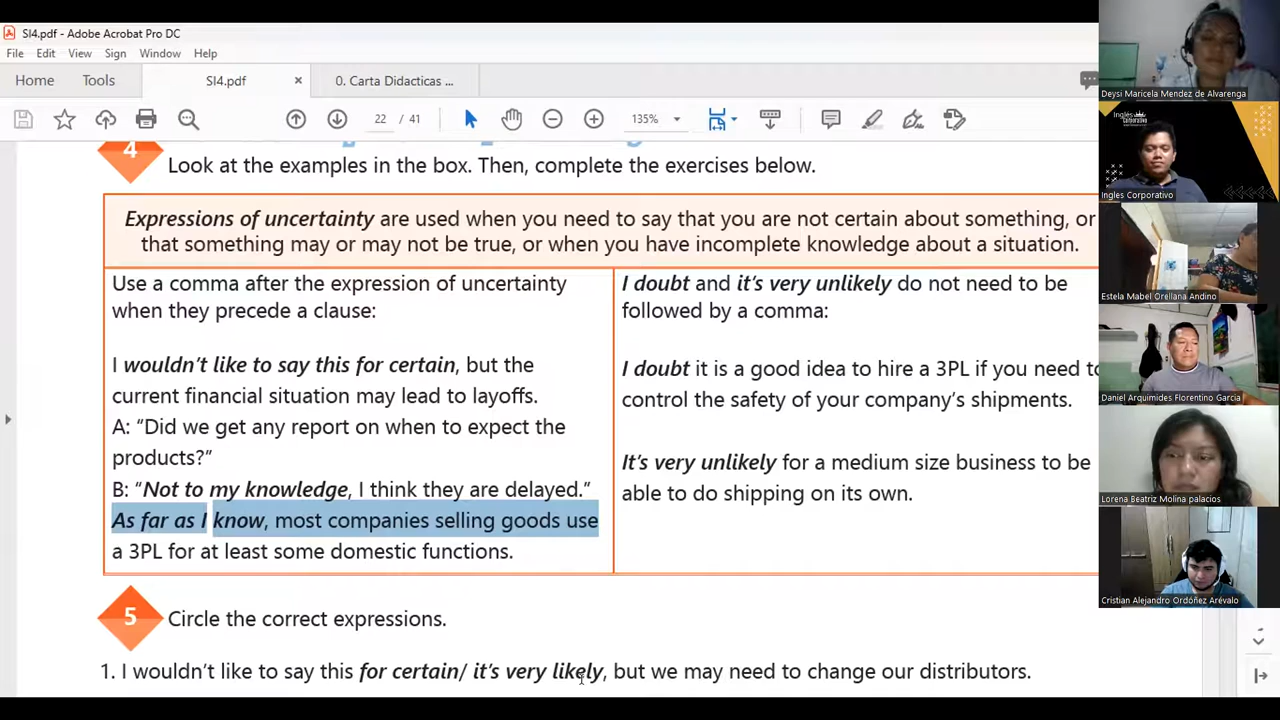 SI4.pdf - Adobe Acrobat Pro DC
File Edit View Sign Window Help
Home Tools SI4.pdf × 0. Carta Didacticas ...
22 / 41 135%
4 Look at the examples in the box. Then, complete the exercises below.
Expressions of uncertainty are used when you need to say that you are not certain about something, or
that something may or may not be true, or when you have incomplete knowledge about a situation.
Use a comma after the expression of uncertainty
when they precede a clause:
I wouldn't like to say this for certain, but the
current financial situation may lead to layoffs.
A: "Did we get any report on when to expect the
products?"
B: "Not to my knowledge, I think they are delayed."
As far as I know, most companies selling goods use
a 3PL for at least some domestic functions.
I doubt and it's very unlikely do not need to be
followed by a comma:
I doubt it is a good idea to hire a 3PL if you need to
control the safety of your company's shipments.
It's very unlikely for a medium size business to be
able to do shipping on its own.
5 Circle the correct expressions.
1. I wouldn't like to say this for certain/ it's very likely, but we may need to change our distributors.
Deysi Maricela Mendez de Alvarenga
Inglés
Corporativo
Ingles Corporativo
Estela Mabel Orellana Andino
Daniel Arquimides Florentino Garcia
Lorena Beatriz Molina palacios
Cristian Alejandro Ordóñez Arévalo